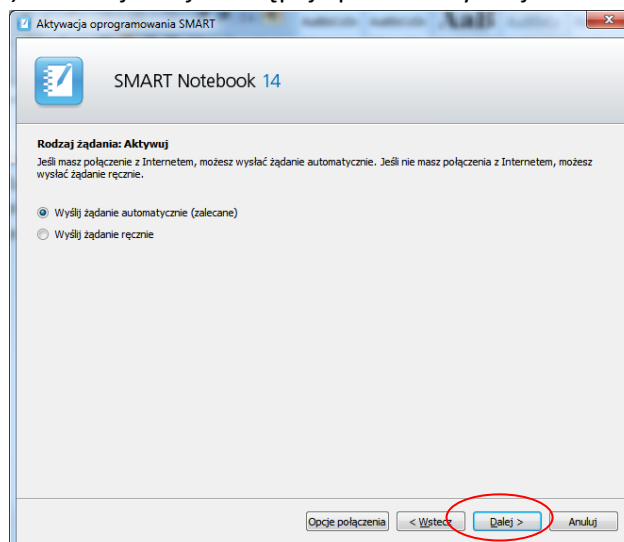 Aktywacja oprogramowania SMART
SMART Notebook 14
Rodzaj żądania: Aktywuj
Jeśli masz połączenie z Internetem, możesz wysłać żądanie automatycznie. Jeśli nie masz połączenia z Internetem, możesz
wysłać żądanie ręcznie.
Wyślij żądanie automatycznie (zalecane)
Wyślij żądanie ręcznie
Opcje połączenia < Wstecz Dalej > Anuluj